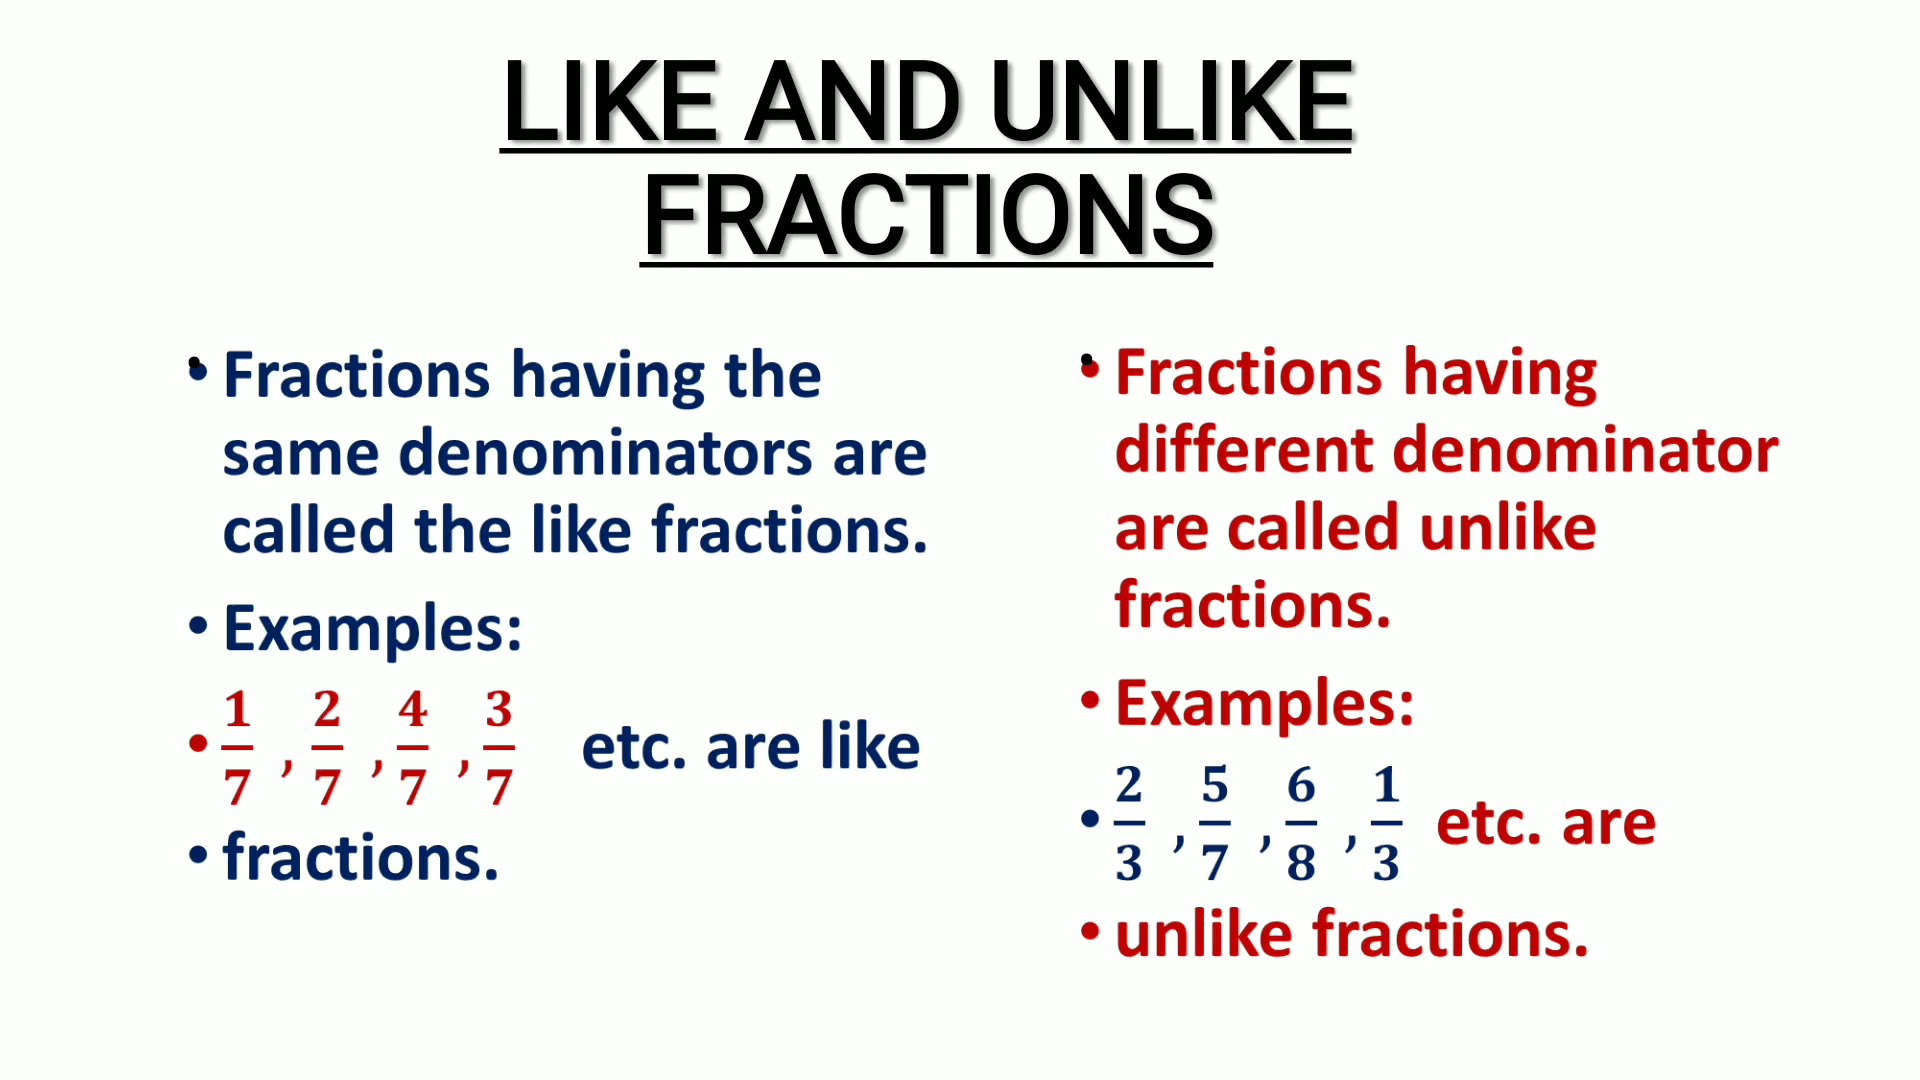 LIKE AND UNLIKE
FRACTIONS
• Fractions having the
same denominators are
called the like fractions.
• Examples:
• 1/7 , 2/7 , 4/7 , 3/7 etc. are like
• fractions.
• Fractions having
different denominator
are called unlike
fractions.
• Examples:
• 2/3 , 5/7 , 6/8 , 1/3 etc. are
• unlike fractions.